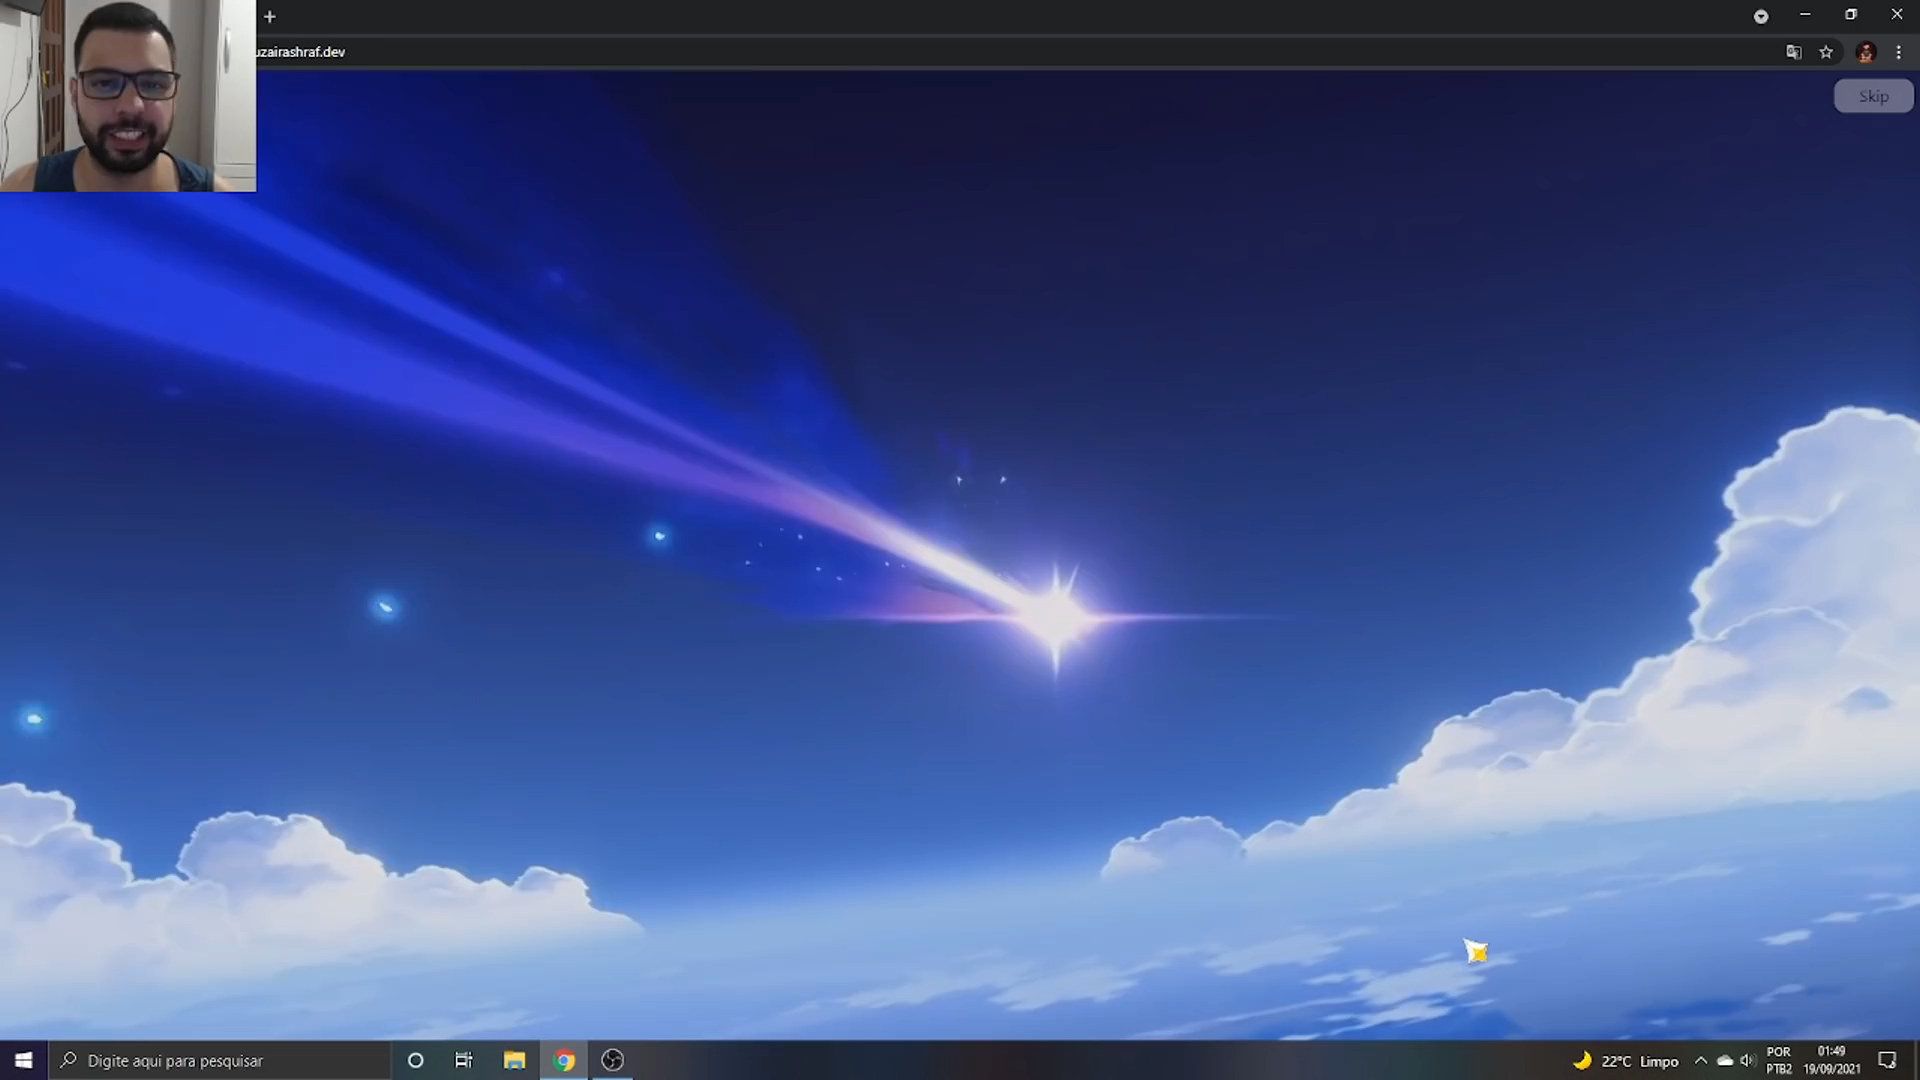 uzairashraf.dev
Skip
Digite aqui para pesquisar
22°C Limpo
POR
PTB2
01:49
19/09/2021